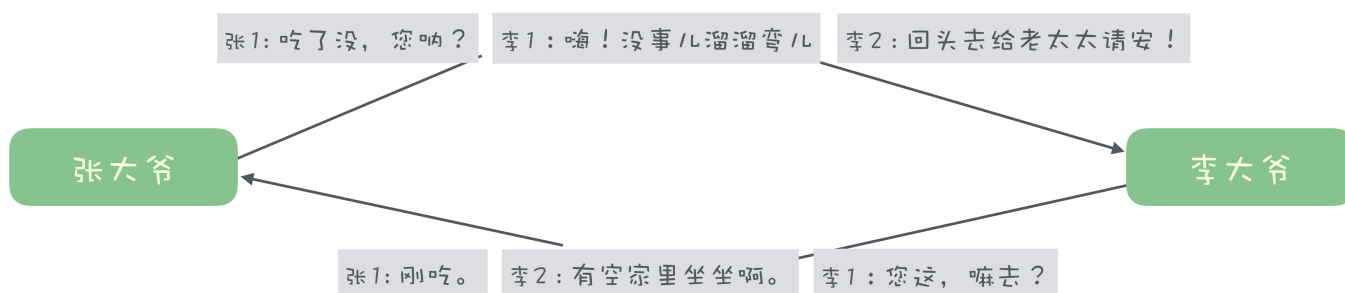 张1：吃了没，您呐？
李1：嗨！没事儿溜溜弯儿
李2：回头去给老太太请安！
张大爷
李大爷
张1：刚吃。
李2：有空家里坐坐啊。
李1：您这，嘛去？